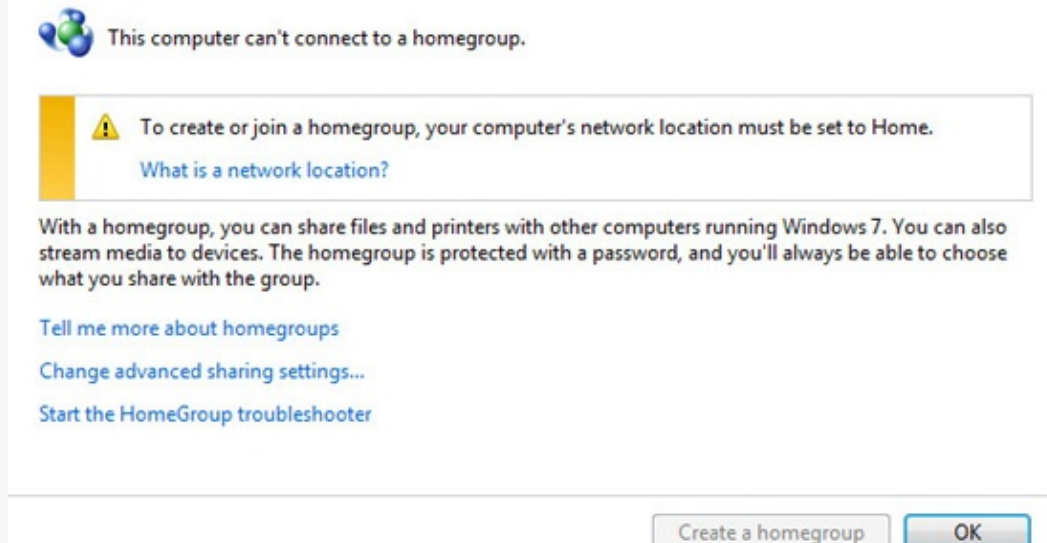 This computer can't connect to a homegroup.
To create or join a homegroup, your computer's network location must be set to Home.
What is a network location?
With a homegroup, you can share files and printers with other computers running Windows 7. You can also
stream media to devices. The homegroup is protected with a password, and you'll always be able to choose
what you share with the group.
Tell me more about homegroups
Change advanced sharing settings...
Start the HomeGroup troubleshooter
Create a homegroup OK